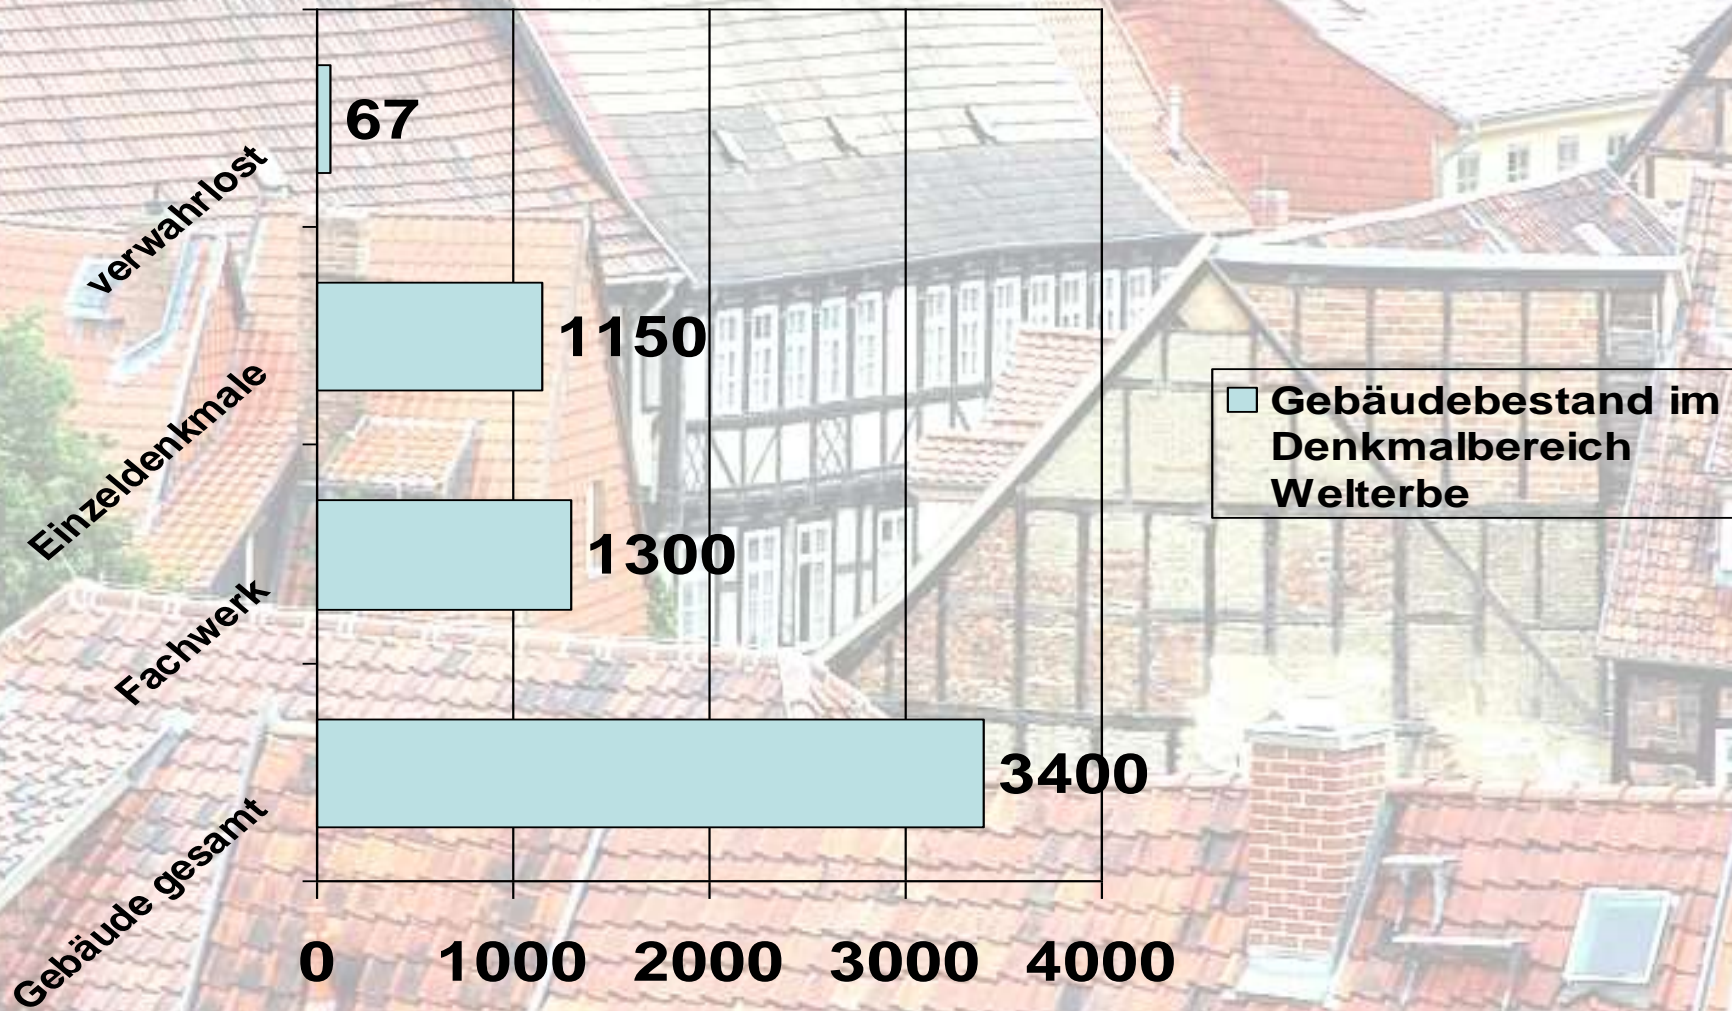 67
verwahrlost
1150
Einzeldenkmale
1300
Fachwerk
3400
Gebäude gesamt
0 1000 2000 3000 4000
Gebäudebestand im
Denkmalbereich
Welterbe